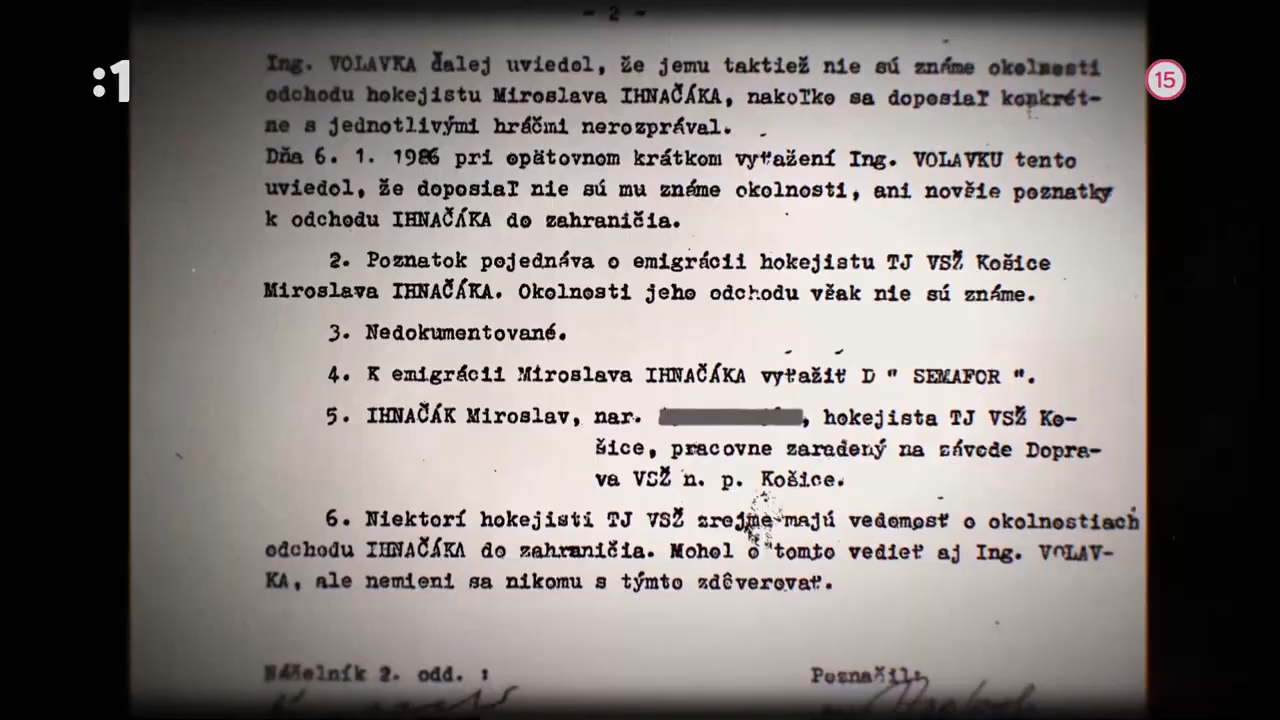 - 2 -
:1
15
Ing. VOLAVKA ďalej uviedol, že jemu taktiež nie sú známe okolnosti
odchodu hokejistu Miroslava IHNAČÁKA, nakoľko sa doposiaľ konkrét-
ne s jednotlivými hráčmi nerozprával.
Dňa 6. 1. 1986 pri opätovnom krátkom vyťažení Ing. VOLAVKU tento
uviedol, že doposiaľ nie sú mu známe okolnosti, ani novšie poznatky
k odchodu IHNAČÁKA do zahraničia.
2. Poznatok pojednáva o emigrácii hokejistu TJ VSŽ Košice
Miroslava IHNAČÁKA. Okolnosti jeho odchodu však nie sú známe.
3. Nedokumentované.
4. K emigrácii Miroslava IHNAČÁKA vyťažiť D " SEMAFOR ".
5. IHNAČÁK Miroslav, nar. , hokejista TJ VSŽ Ko-
šice, pracovne zaradený na závode Dopra-
va VSŽ n. p. Košice.
6. Niektorí hokejisti TJ VSŽ zrejme majú vedomosť o okolnostiach
odchodu IHNAČÁKA do zahraničia. Mohol o tomto vedieť aj Ing. VOLAV-
KA, ale nemieni sa nikomu s týmto zdôverovať.
Náčelník 2. odd. :
Poznačil: